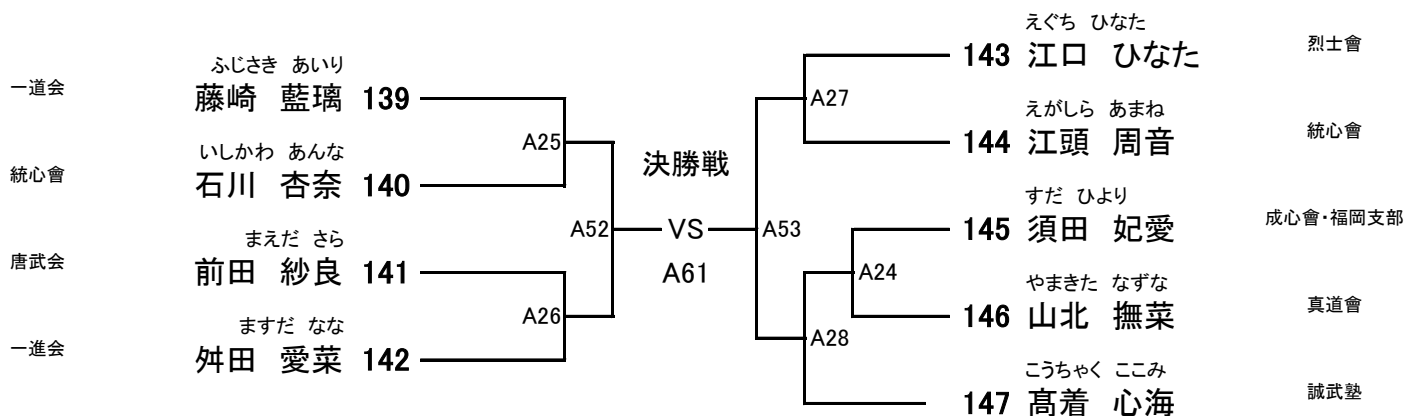 ふじさき あいり
一道会 藤崎 藍璃 139
いしかわ あんな
統心會 石川 杏奈 140
まえだ さら
唐武会 前田 紗良 141
ますだ なな
一進会 舛田 愛菜 142
A25
A26
A52
決勝戦
VS
A61
A53
A27
A24
A28
えぐち ひなた
143 江口 ひなた 烈士會
えがしら あまね
144 江頭 周音 統心會
すだ ひより
145 須田 妃愛 成心會・福岡支部
やまきた なずな
146 山北 撫菜 真道會
こうちゃく ここみ
147 髙着 心海 誠武塾